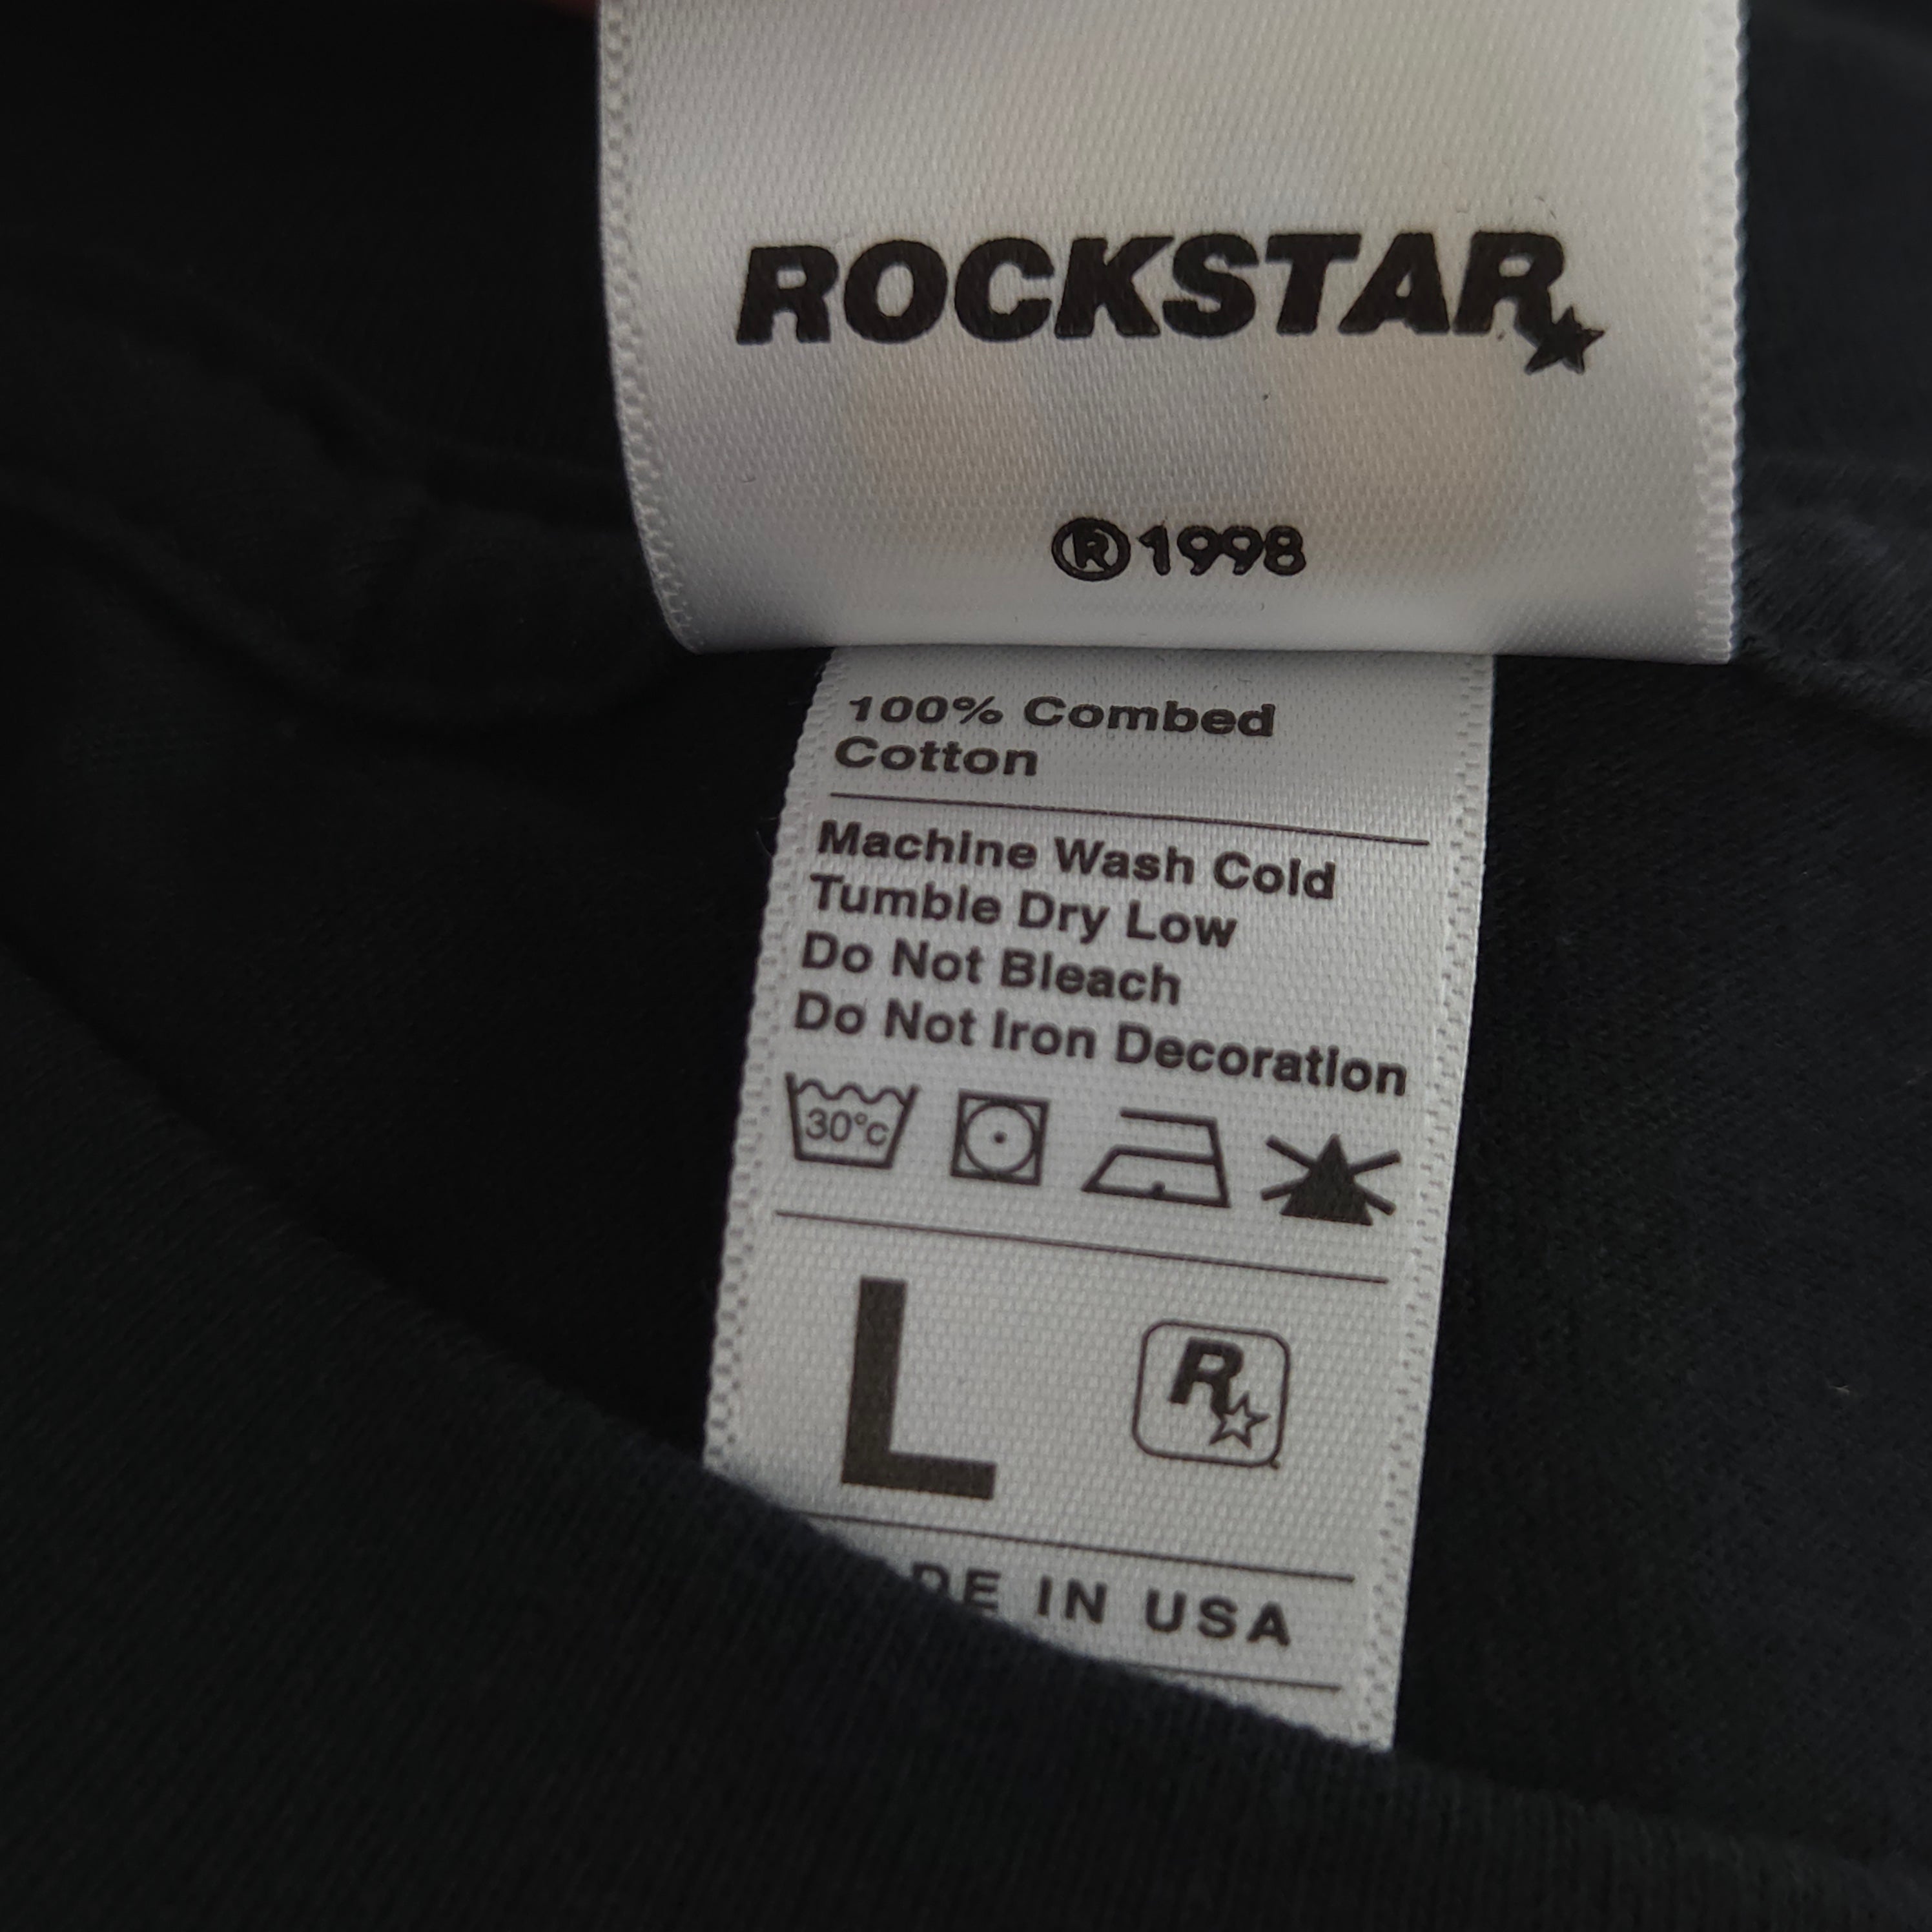 ROCKSTAR
®1998
100% Combed
Cotton
Machine Wash Cold
Tumble Dry Low
Do Not Bleach
Do Not Iron Decoration
30°c
L
R
IN USA